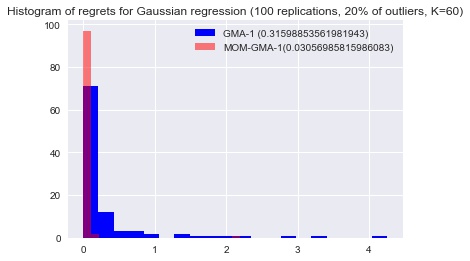 Histogram of regrets for Gaussian regression (100 replications, 20% of outliers, K=60)
GMA-1 (0.31598853561981943)
MOM-GMA-1(0.03056985815986083)
100
80
60
40
20
0
0 1 2 3 4